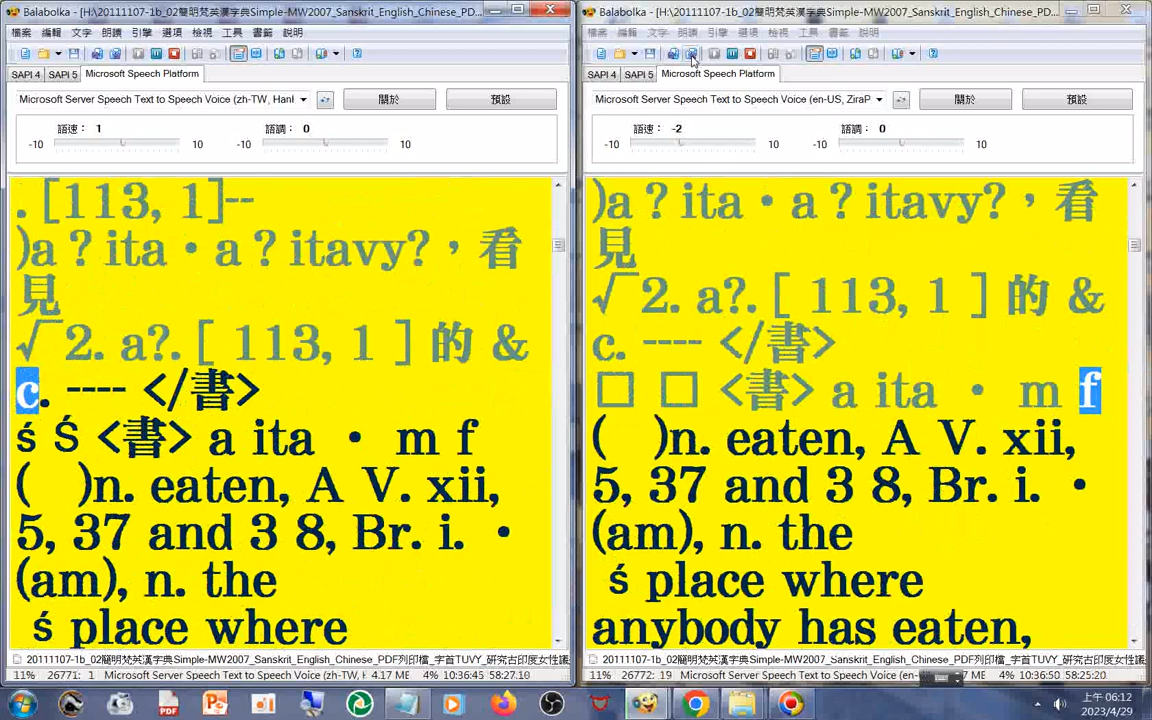 Balabolka - [H:\20111107-1b_02簡明梵英漢字典Simple-MW2007_Sanskrit_English_Chinese_PD...
檔案 編輯 文字 朗讀 引擎 選項 檢視 工具 書籤 說明
SAPI 4 SAPI 5 Microsoft Speech Platform
Microsoft Server Speech Text to Speech Voice (zh-TW, Hanl 關於 預設
語速： 1 語調： 0
-10 10 -10 10
. [113, 1]--
)a ? ita • a ? itavy?，看
見
√2. a?. [ 113, 1 ] 的 &
c. ---- </書>
ś Ś <書> a ita • m f
( )n. eaten, A V. xii,
5, 37 and 3 8, Br. i. •
(am), n. the
ś place where
20111107-1b_02簡明梵英漢字典Simple-MW2007_Sanskrit_English_Chinese_PDF列印檔_字首TUVY_研究古印度女性議
11% 26771: 1 Microsoft Server Speech Text to Speech Voice (zh-TW, 4.17 ME 4% 10:36:45 58:27.10
Balabolka - [H:\20111107-1b_02簡明梵英漢字典Simple-MW2007_Sanskrit_English_Chinese_PDF...
檔案 編輯 文字 朗讀 引擎 選項 檢視 工具 書籤 說明
SAPI 4 SAPI 5 Microsoft Speech Platform
Microsoft Server Speech Text to Speech Voice (en-US, ZiraP 關於 預設
語速： -2 語調： 0
-10 10 -10 10
)a ? ita • a ? itavy?，看
見
√2. a?. [ 113, 1 ] 的 &
c. ---- </書>
□ □ <書> a ita • m f
( )n. eaten, A V. xii,
5, 37 and 3 8, Br. i. •
(am), n. the
ś place where
anybody has eaten,
20111107-1b_02簡明梵英漢字典Simple-MW2007_Sanskrit_English_Chinese_PDF列印檔_字首TUVY_研究古印度女性議
11% 26772: 19 Microsoft Server Speech Text to Speech Voice (en- 4% 10:36:50 58:25.20
上午 06:12
2023/4/29